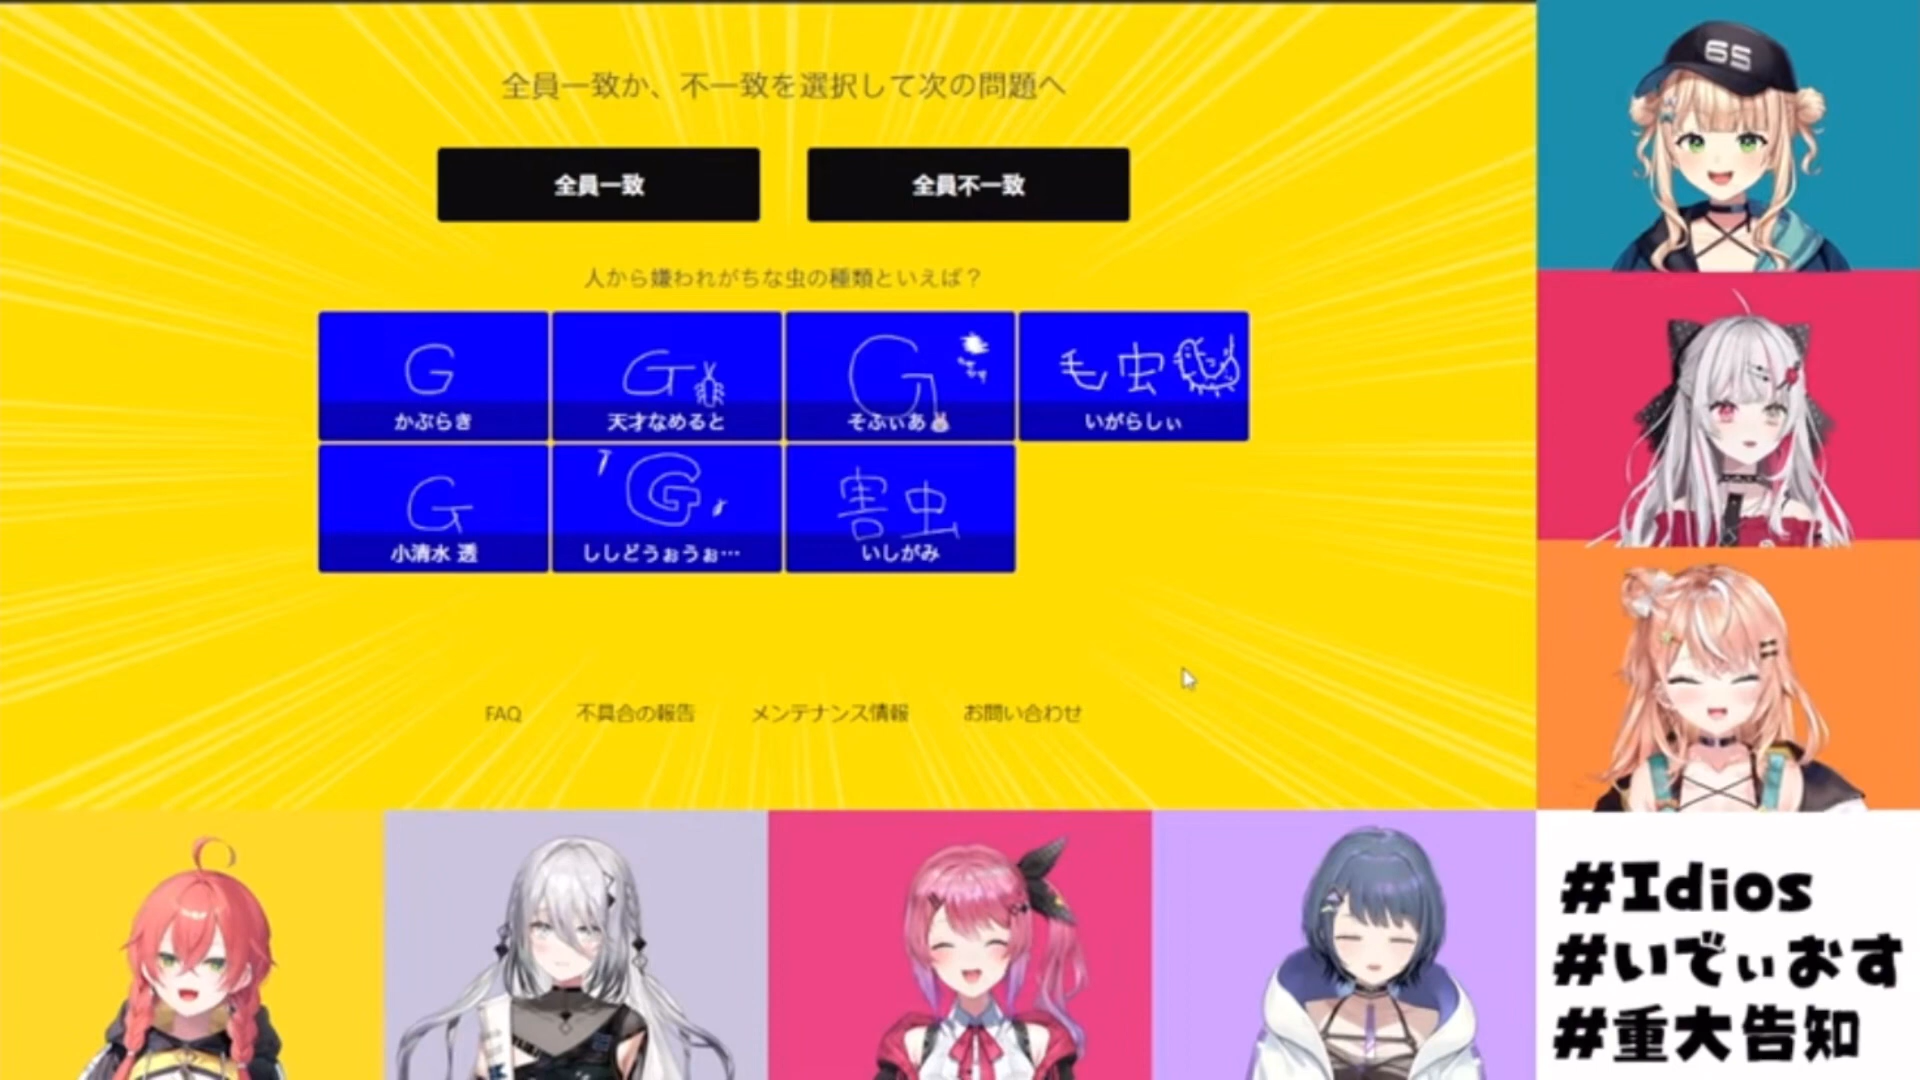 全員一致か、不一致を選択して次の問題へ
全員一致
全員不一致
人から嫌われがちな虫の種類といえば？
G
かぶらき
G
天才なめると
G
そふぃあ🐰
毛虫
いがらしぃ
G
小清水 透
G
ししどうぉうぉ…
害虫
いしがみ
FAQ
不具合の報告
メンテナンス情報
お問い合わせ
65
#Idios
#いでぃおす
#重大告知